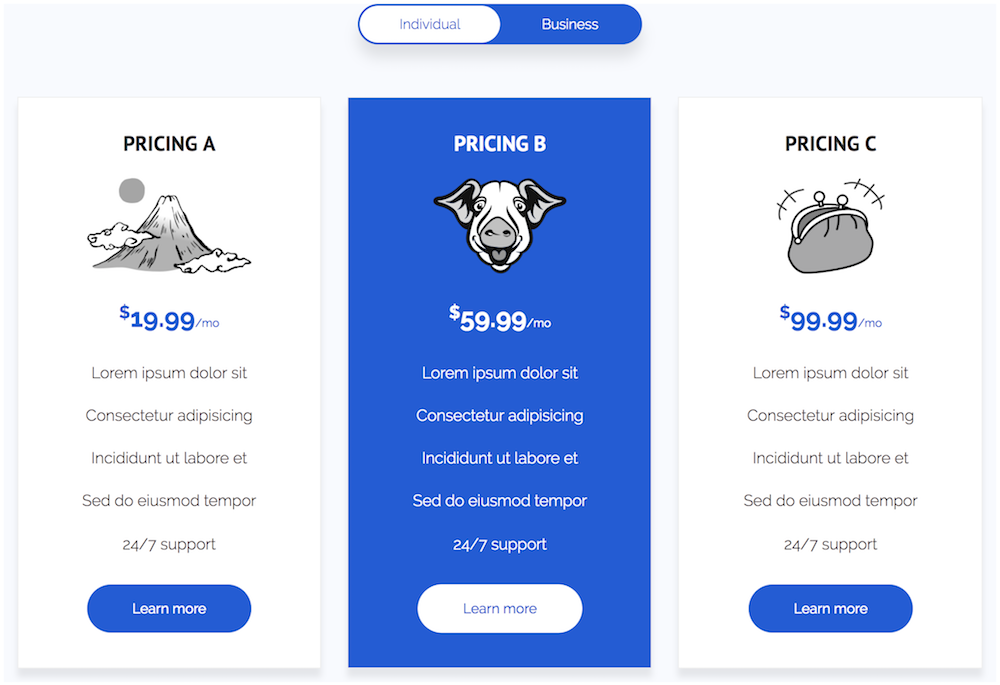 Individual
Business
PRICING A
$19.99/mo
Lorem ipsum dolor sit
Consectetur adipisicing
Incididunt ut labore et
Sed do eiusmod tempor
24/7 support
Learn more
PRICING B
$59.99/mo
Lorem ipsum dolor sit
Consectetur adipisicing
Incididunt ut labore et
Sed do eiusmod tempor
24/7 support
Learn more
PRICING C
$99.99/mo
Lorem ipsum dolor sit
Consectetur adipisicing
Incididunt ut labore et
Sed do eiusmod tempor
24/7 support
Learn more